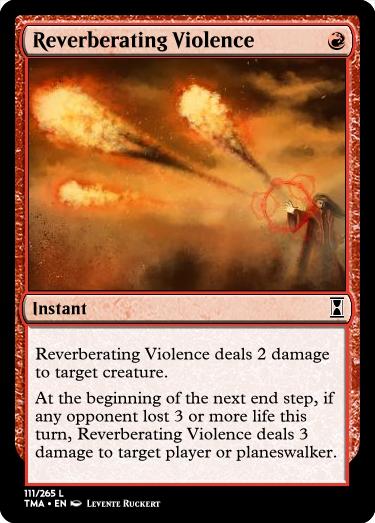 Reverberating Violence
Instant
Reverberating Violence deals 2 damage
to target creature.
At the beginning of the next end step, if
any opponent lost 3 or more life this
turn, Reverberating Violence deals 3
damage to target player or planeswalker.
111/265 L
TMA • EN Levente Ruckert